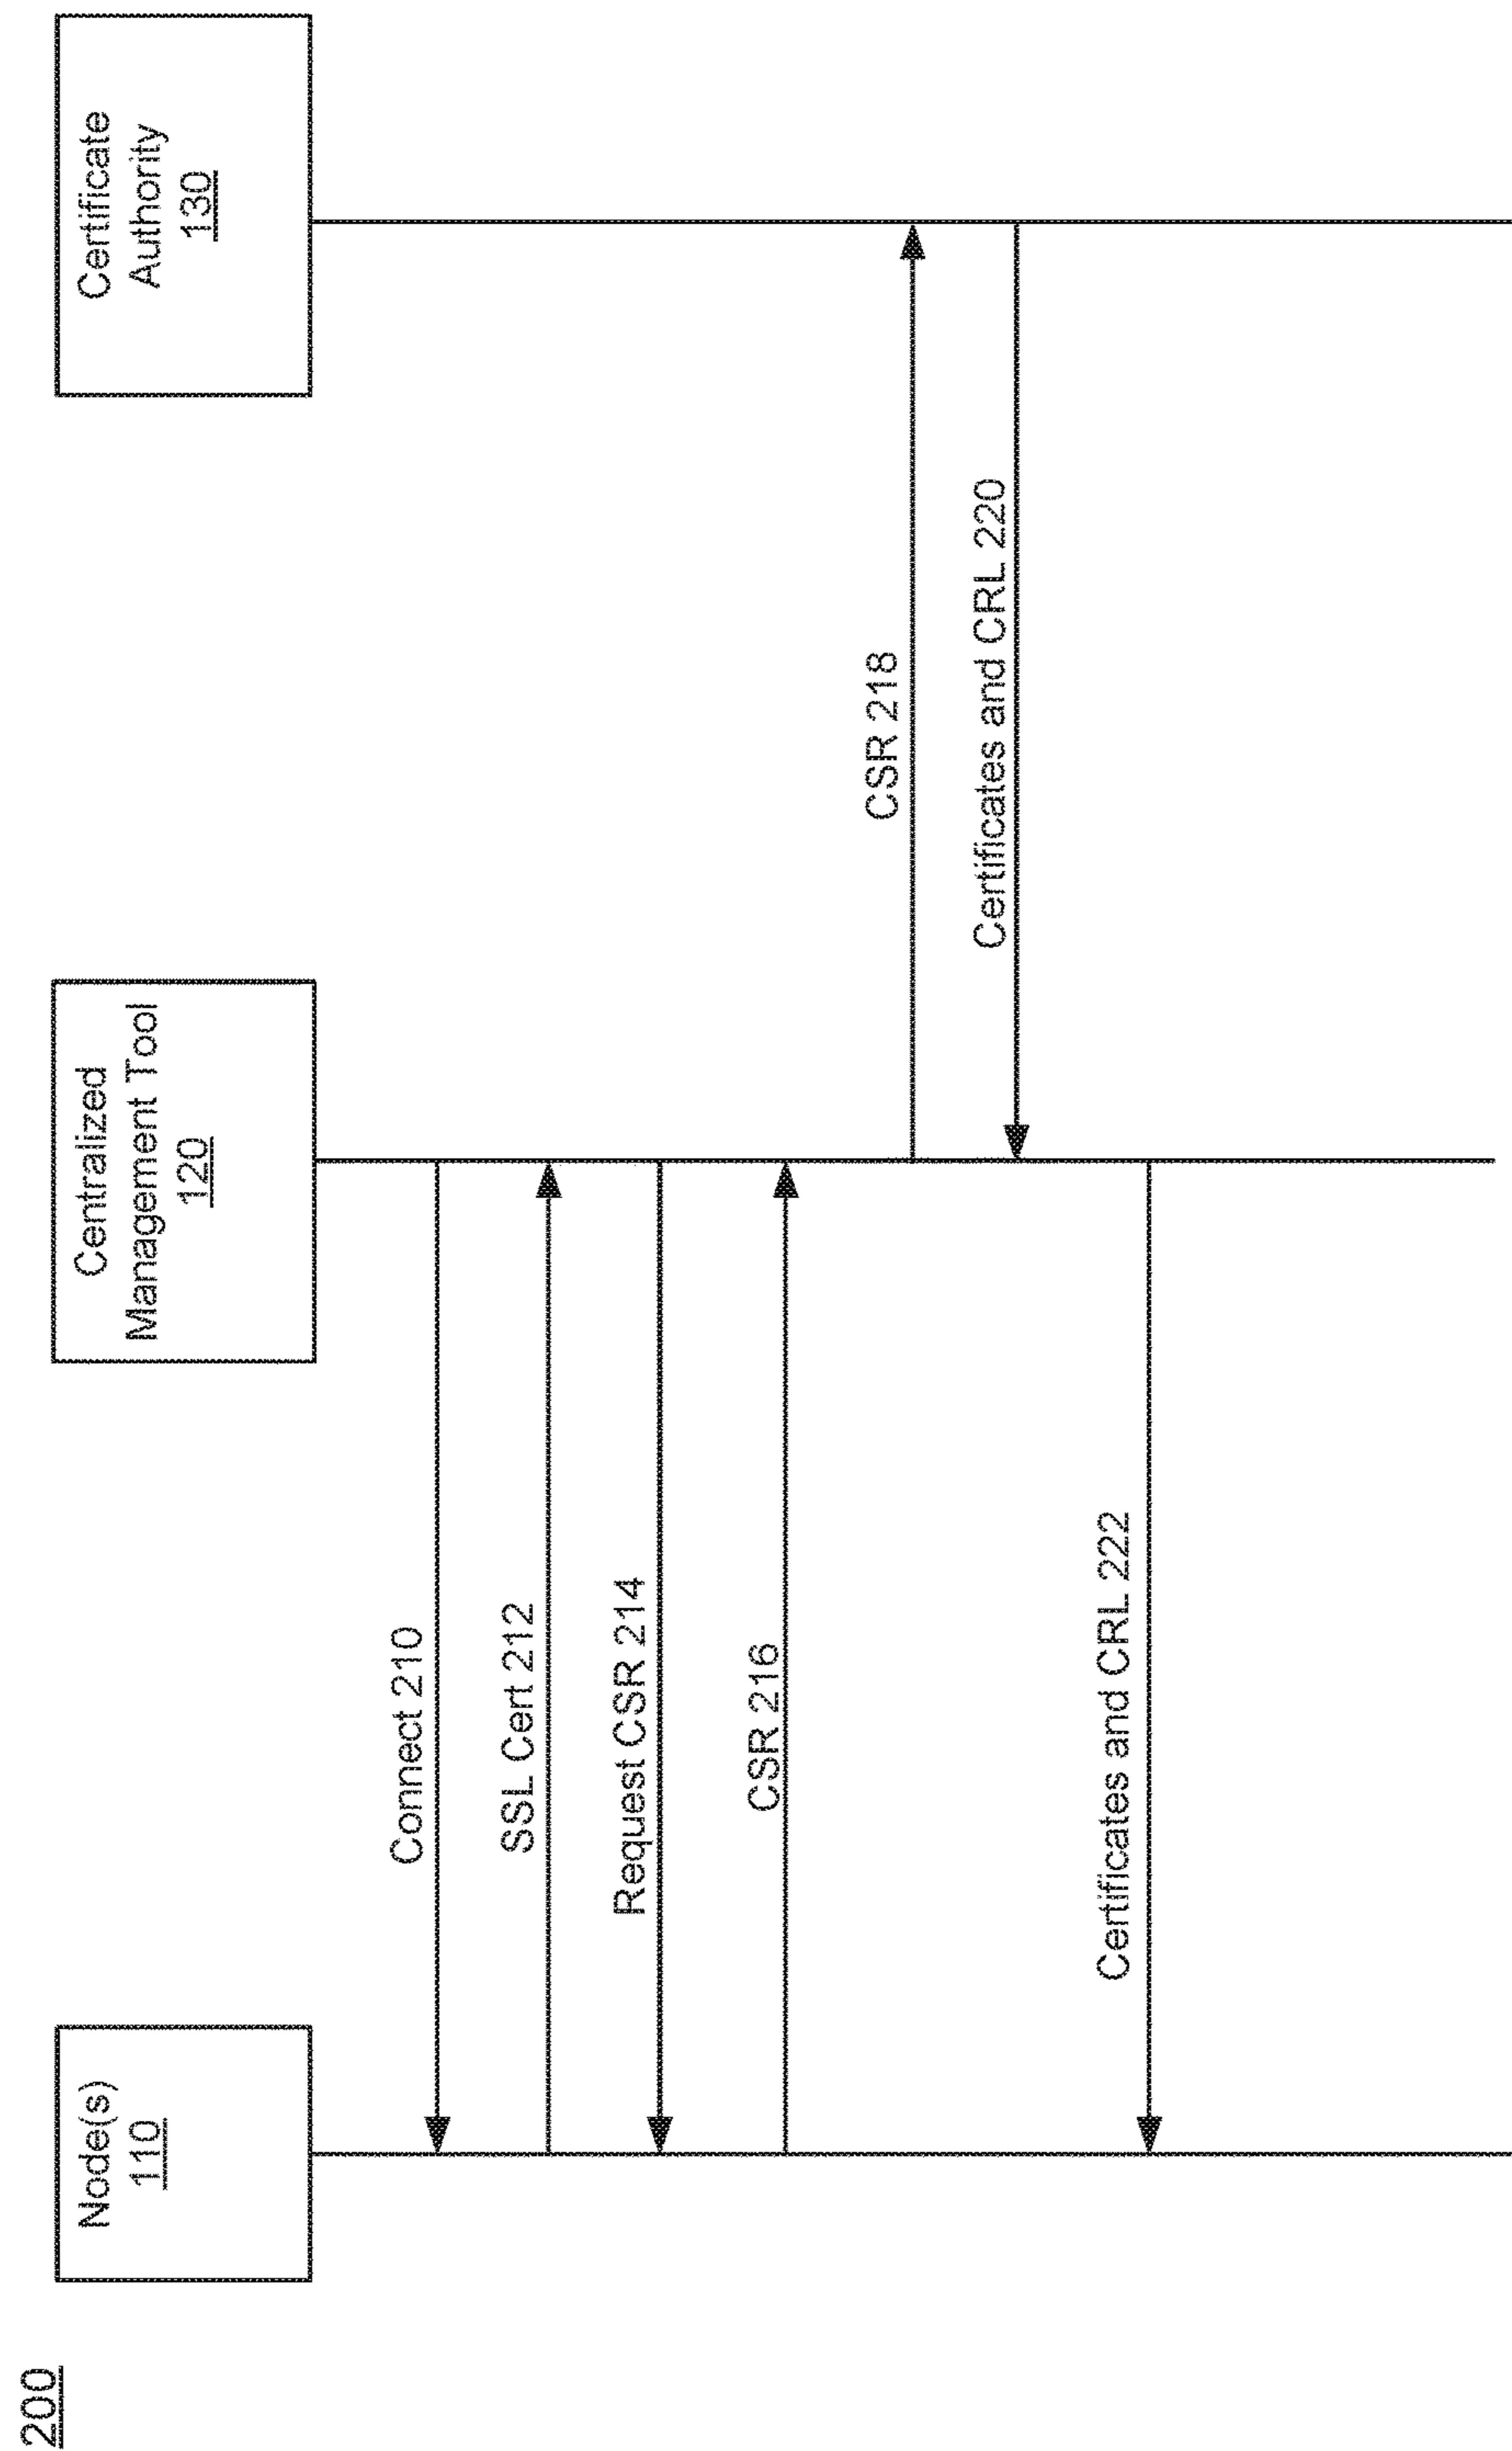 200
Node(s)
110
Centralized
Management Tool
120
Certificate
Authority
130
Connect 210
SSL Cert 212
Request CSR 214
CSR 216
CSR 218
Certificates and CRL 220
Certificates and CRL 222